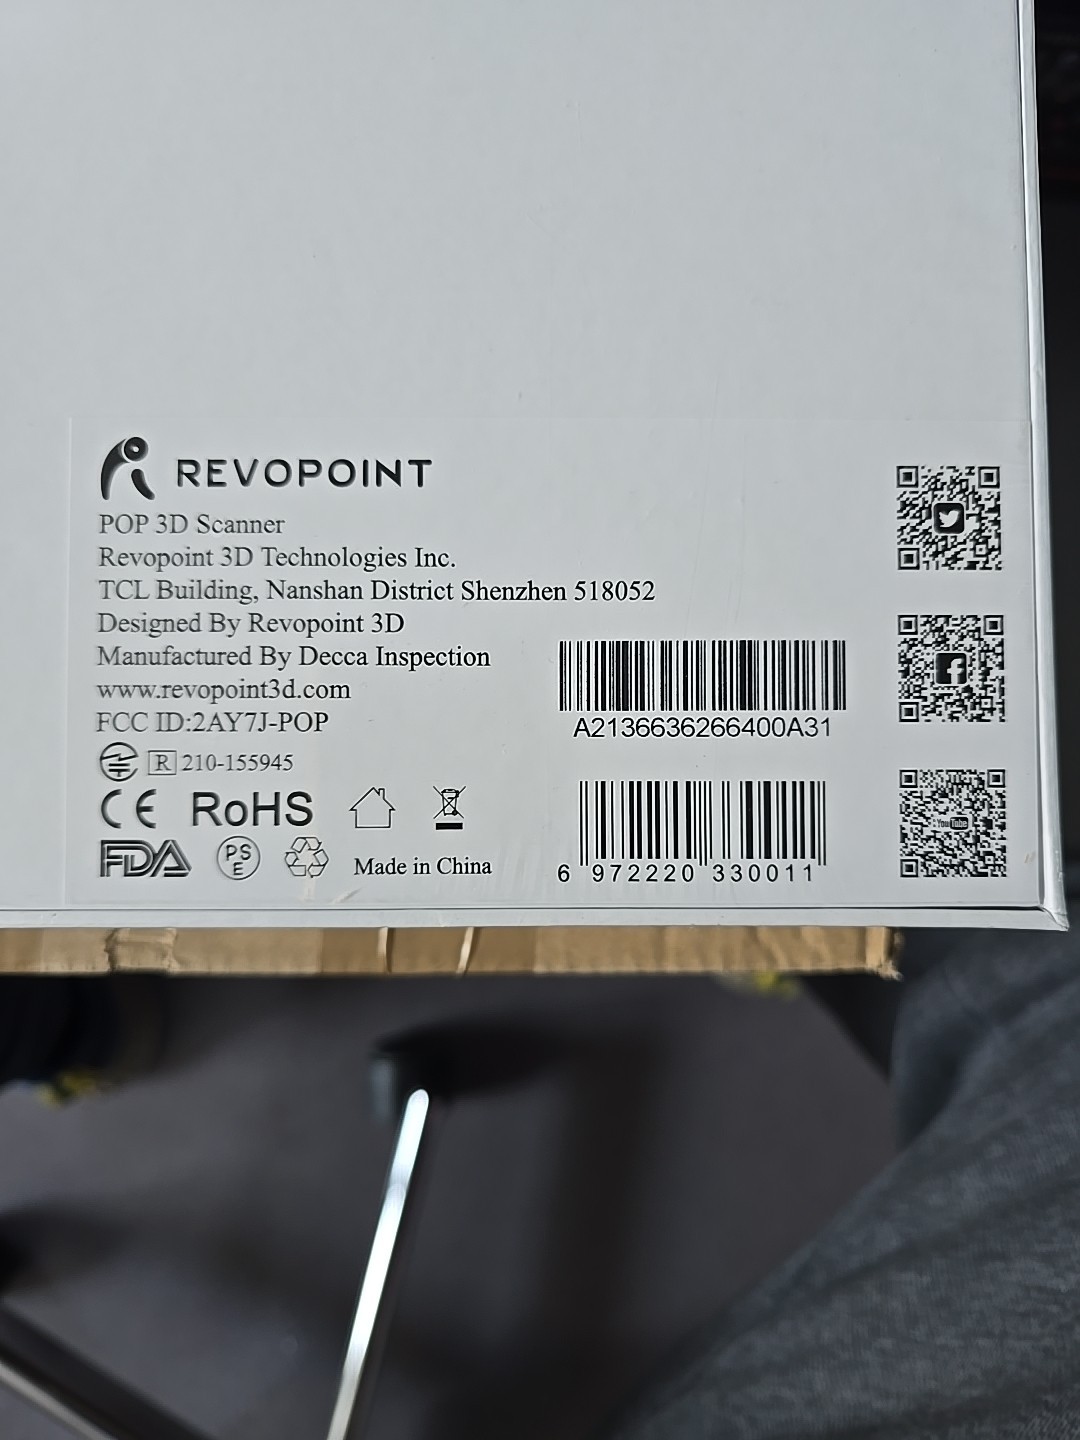 REVOPOINT
POP 3D Scanner
Revopoint 3D Technologies Inc.
TCL Building, Nanshan District Shenzhen 518052
Designed By Revopoint 3D
Manufactured By Decca Inspection
www.revopoint3d.com
FCC ID:2AY7J-POP
R 210-155945
CE RoHS
FDA PS E Made in China
A2136636266400A31
6 972220 330011
YouTube